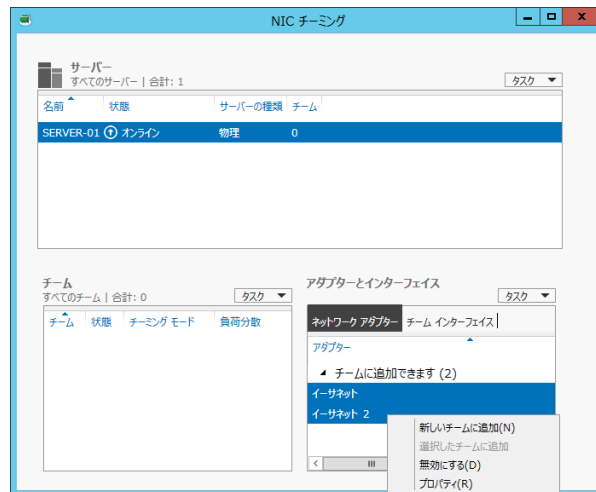 NIC チーミング
サーバー
すべてのサーバー | 合計: 1
タスク
名前 状態 サーバーの種類 チーム
SERVER-01 オンライン 物理 0
チーム
すべてのチーム | 合計: 0
タスク
チーム 状態 チーミング モード 負荷分散
アダプターとインターフェイス
タスク
ネットワーク アダプター チーム インターフェイス
アダプター
チームに追加できます (2)
イーサネット
イーサネット 2
新しいチームに追加(N)
選択したチームに追加
無効にする(D)
プロパティ(R)